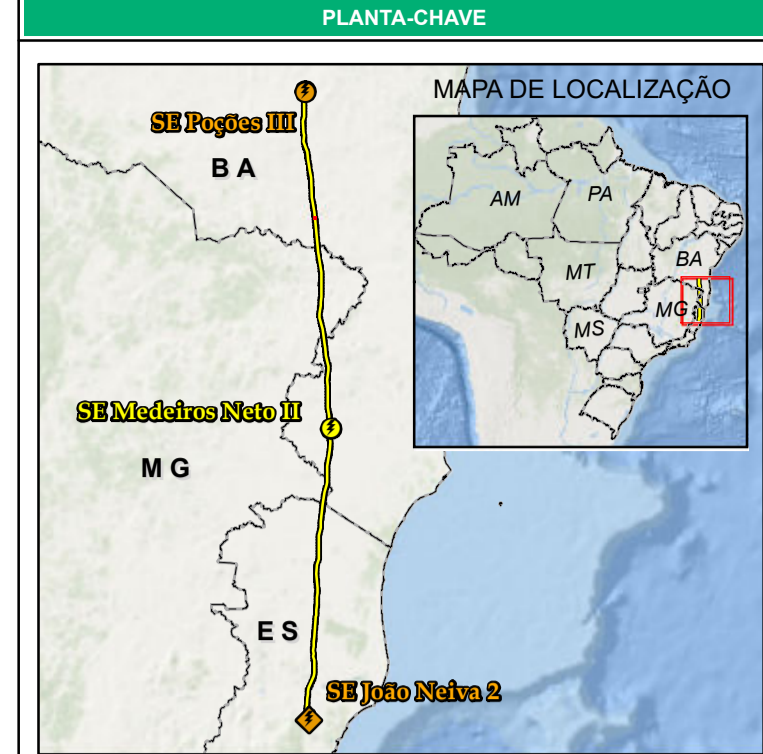 PLANTA-CHAVE
MAPA DE LOCALIZAÇÃO
SE Poções III
B A
AM
PA
BA
MT
MG
MS
SE Medeiros Neto II
M G
E S
SE João Neiva 2